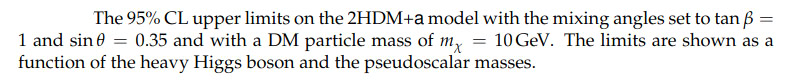 The 95% CL upper limits on the 2HDM+a model with the mixing angles set to tan β =
1 and sin θ = 0.35 and with a DM particle mass of mχ = 10 GeV. The limits are shown as a
function of the heavy Higgs boson and the pseudoscalar masses.